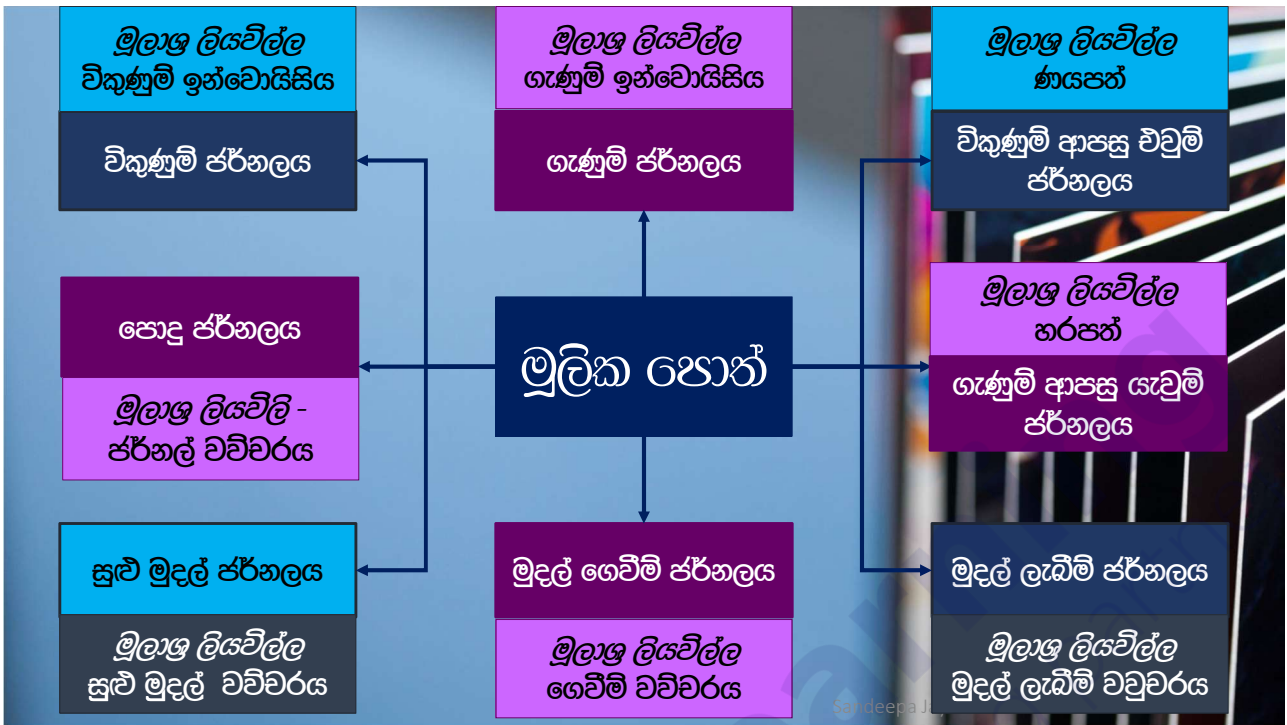 මූලාශ්‍ර ලියවිල්ල
විකුණුම් ඉන්වොයිසිය
විකුණුම් ජර්නලය
මූලාශ්‍ර ලියවිල්ල
ගැණුම් ඉන්වොයිසිය
ගැණුම් ජර්නලය
මූලාශ්‍ර ලියවිල්ල
ණයපත්
විකුණුම් ආපසු එවුම්
ජර්නලය
පොදු ජර්නලය
මූලාශ්‍ර ලියවිලි -
ජර්නල් වව්චරය
මූලික පොත්
මූලාශ්‍ර ලියවිල්ල
හරපත්
ගැණුම් ආපසු යැවුම්
ජර්නලය
සුළු මුදල් ජර්නලය
මූලාශ්‍ර ලියවිල්ල
සුළු මුදල් වව්චරය
මුදල් ගෙවීම් ජර්නලය
මූලාශ්‍ර ලියවිල්ල
ගෙවීම් වව්චරය
මුදල් ලැබීම් ජර්නලය
මූලාශ්‍ර ලියවිල්ල
මුදල් ලැබීම් වවුචරය
Sandeepa